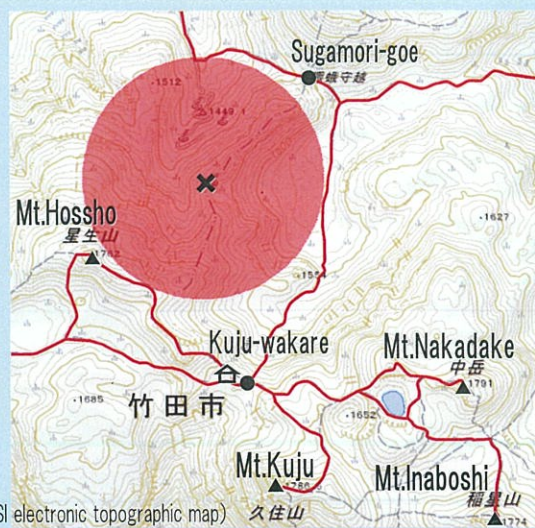 Sugamori-goe
守越
1512
1449
Mt.Hossho
星生山
1762
1627
1554
Kuju-wakare
Mt.Nakadake
中岳
1791
1685
竹田市
1652
Mt.Kuju
久住山
Mt.Inaboshi
稲星山
1774
SI electronic topographic map)